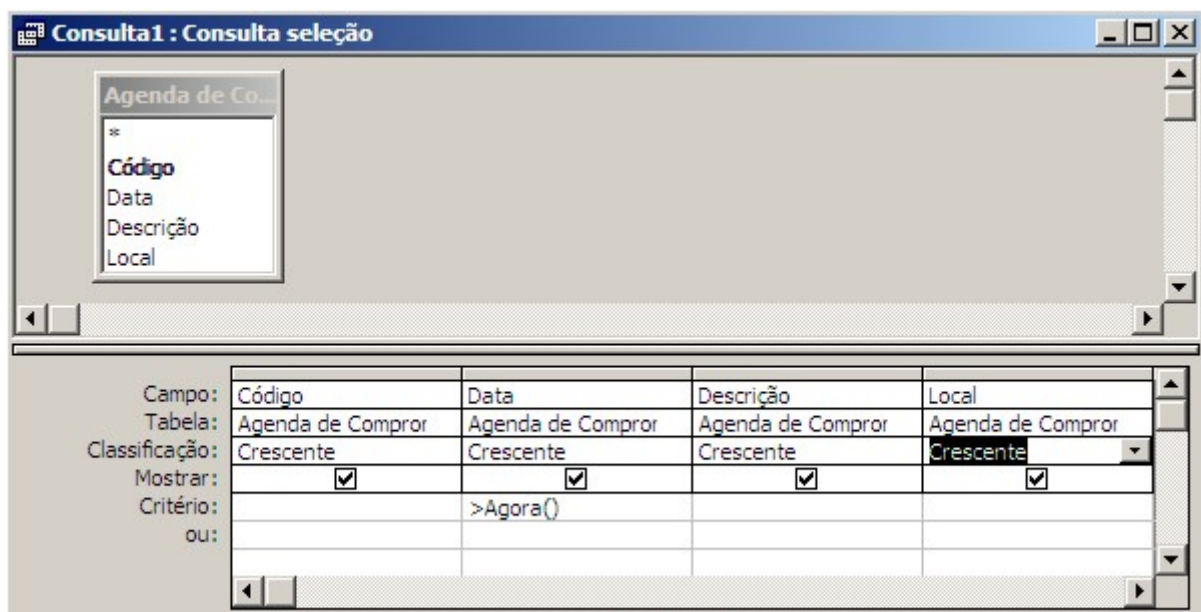 Consulta1 : Consulta seleção
Agenda de Co...
*
Código
Data
Descrição
Local
Campo: Código Data Descrição Local
Tabela: Agenda de Compror Agenda de Compror Agenda de Compror Agenda de Compror
Classificação: Crescente Crescente Crescente Crescente
Mostrar:
Critério: >Agora()
ou: